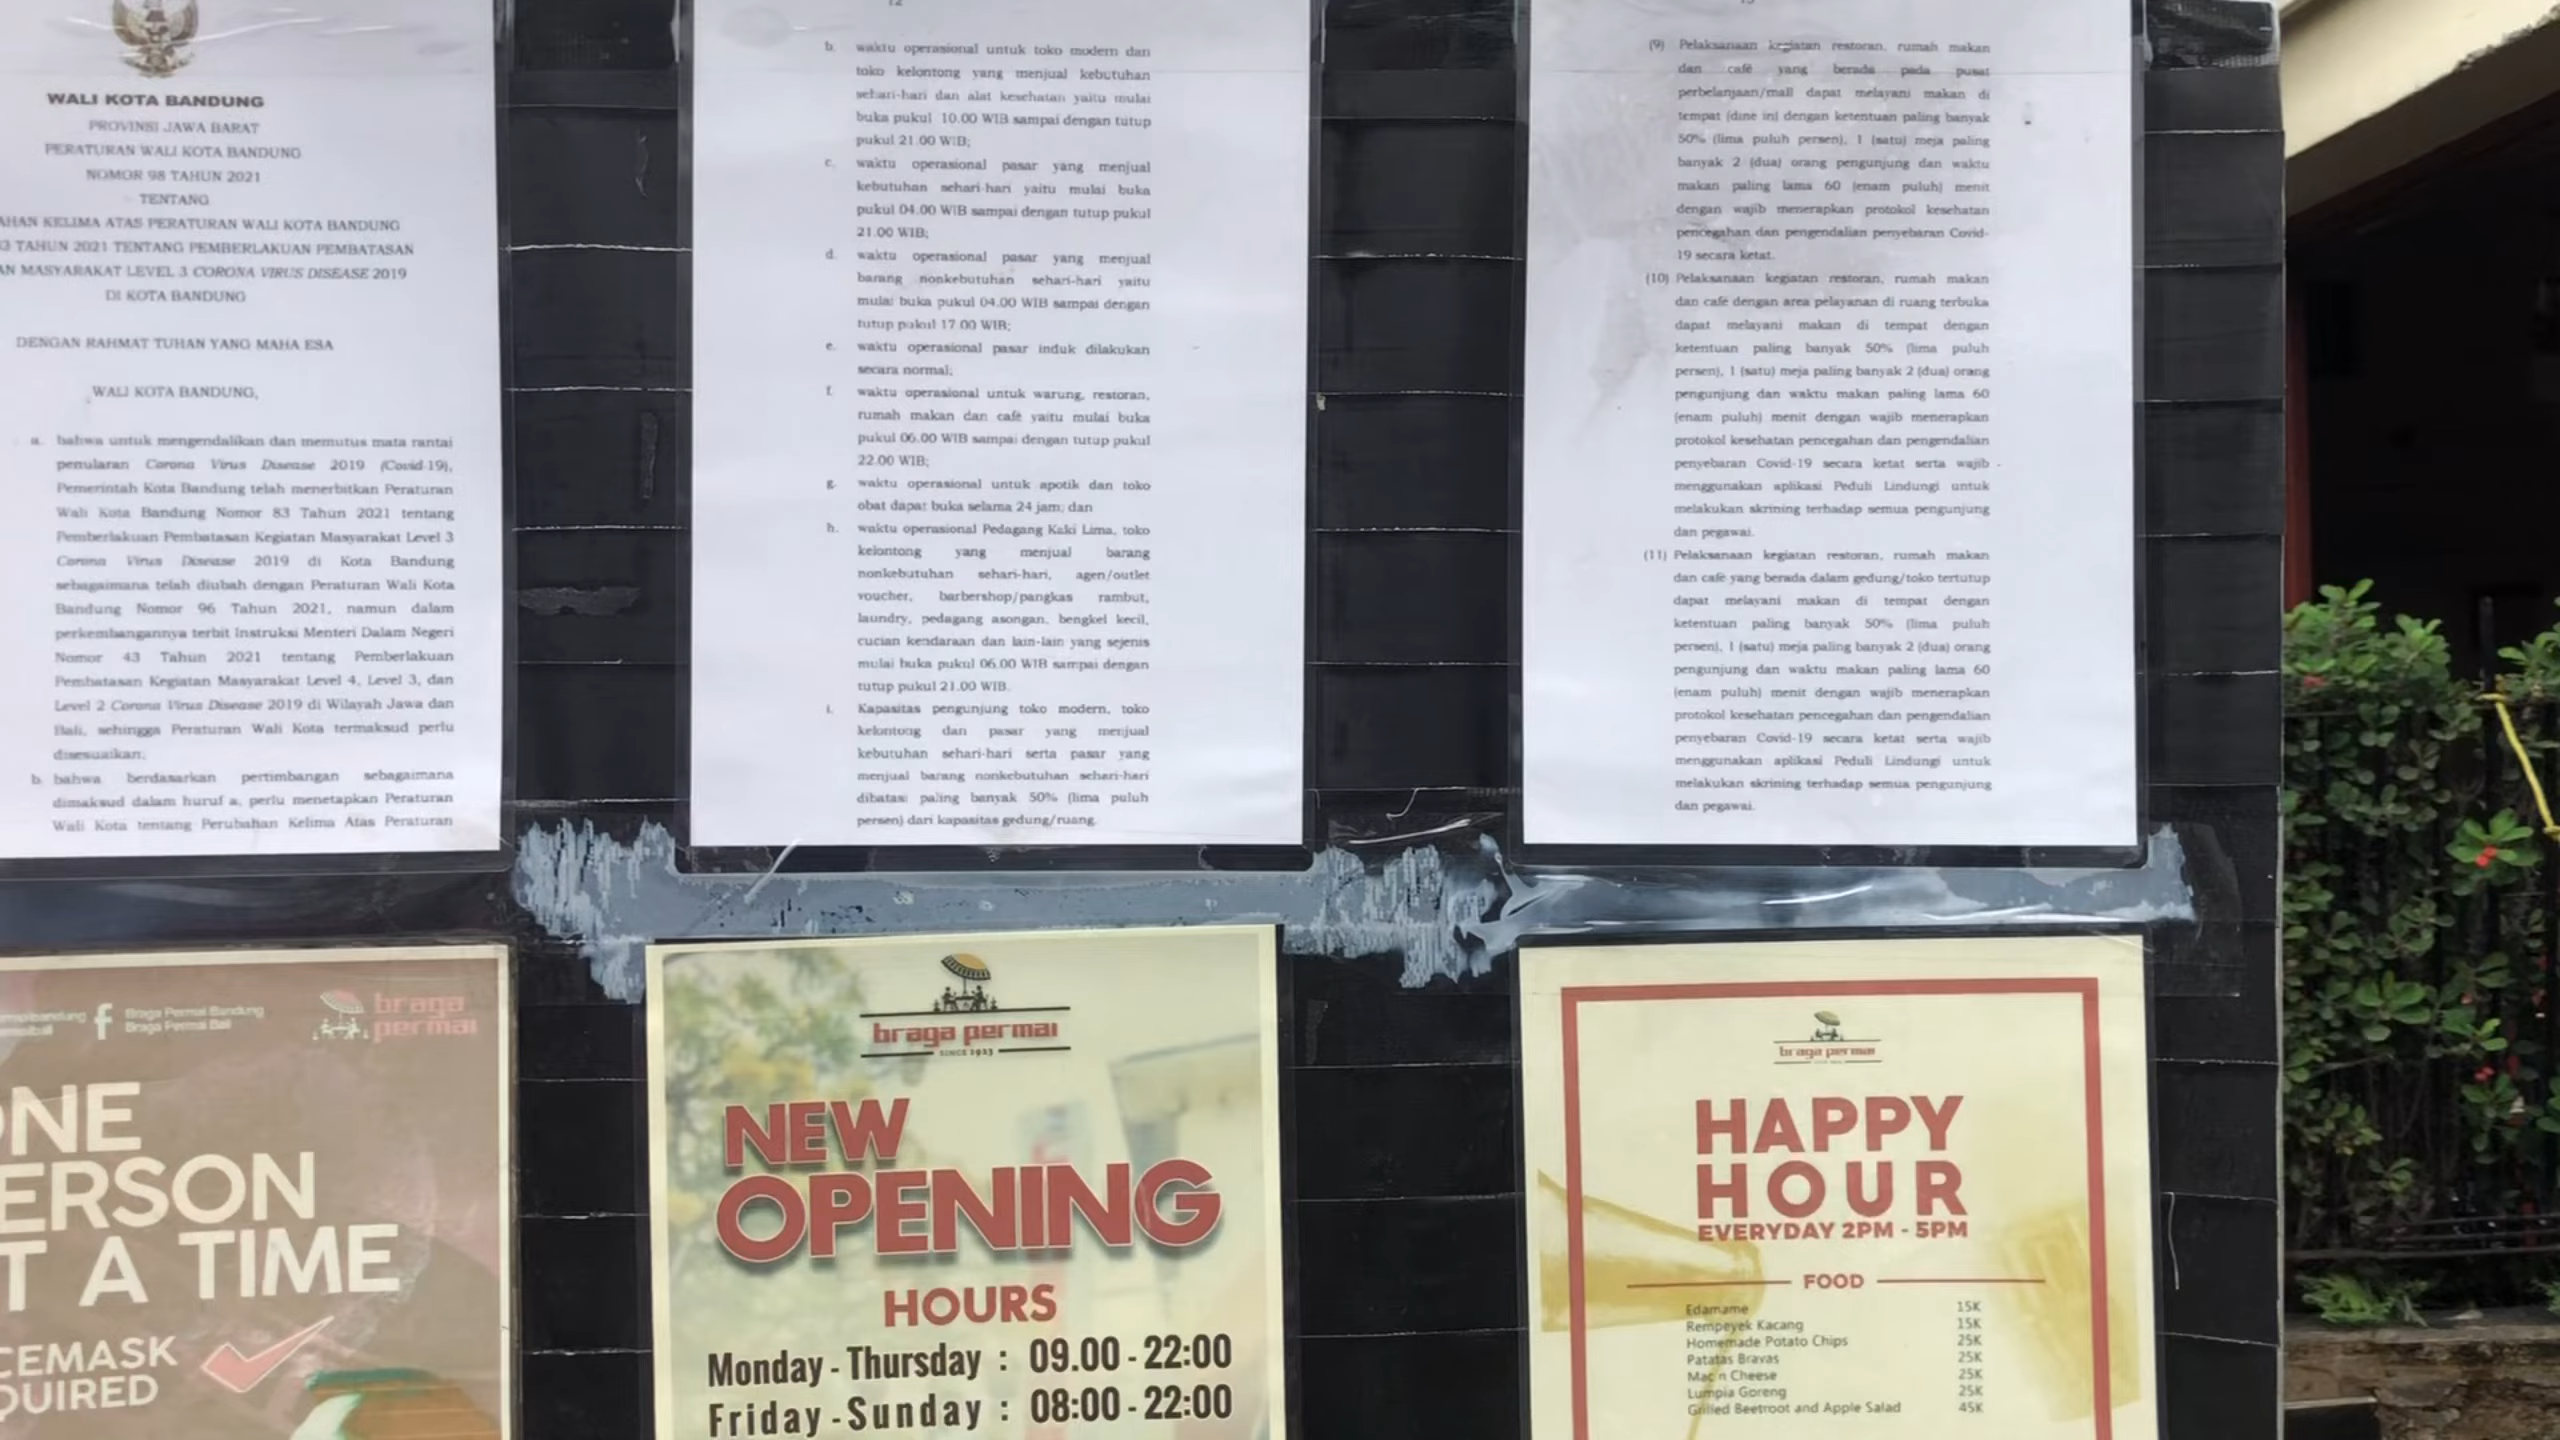 WALI KOTA BANDUNG
PROVINSI JAWA BARAT
PERATURAN WALI KOTA BANDUNG
NOMOR 98 TAHUN 2021
TENTANG
AHAN KELIMA ATAS PERATURAN WALI KOTA BANDUNG
3 TAHUN 2021 TENTANG PEMBERLAKUAN PEMBATASAN
AN MASYARAKAT LEVEL 3 CORONA VIRUS DISEASE 2019
DI KOTA BANDUNG
DENGAN RAHMAT TUHAN YANG MAHA ESA
WALI KOTA BANDUNG,
a. bahwa untuk mengendalikan dan memutus mata rantai
penularan Corona Virus Disease 2019 (Covid-19),
Pemerintah Kota Bandung telah menerbitkan Peraturan
Wali Kota Bandung Nomor 83 Tahun 2021 tentang
Pemberlakuan Pembatasan Kegiatan Masyarakat Level 3
Corona Virus Disease 2019 di Kota Bandung
sebagaimana telah diubah dengan Peraturan Wali Kota
Bandung Nomor 96 Tahun 2021, namun dalam
perkembangannya terbit Instruksi Menteri Dalam Negeri
Nomor 43 Tahun 2021 tentang Pemberlakuan
Pembatasan Kegiatan Masyarakat Level 4, Level 3, dan
Level 2 Corona Virus Disease 2019 di Wilayah Jawa dan
Bali, sehingga Peraturan Wali Kota termaksud perlu
disesuaikan;
b. bahwa berdasarkan pertimbangan sebagaimana
dimaksud dalam huruf a, perlu menetapkan Peraturan
Wali Kota tentang Perubahan Kelima Atas Peraturan
12
b. waktu operasional untuk toko modern dan
toko kelontong yang menjual kebutuhan
sehari-hari dan alat kesehatan yaitu mulai
buka pukul 10.00 WIB sampai dengan tutup
pukul 21.00 WIB;
c. waktu operasional pasar yang menjual
kebutuhan sehari-hari yaitu mulai buka
pukul 04.00 WIB sampai dengan tutup pukul
21.00 WIB;
d. waktu operasional pasar yang menjual
barang nonkebutuhan sehari-hari yaitu
mulai buka pukul 04.00 WIB sampai dengan
tutup pukul 17.00 WIB;
e. waktu operasional pasar induk dilakukan
secara normal;
f. waktu operasional untuk warung, restoran,
rumah makan dan café yaitu mulai buka
pukul 06.00 WIB sampai dengan tutup pukul
22.00 WIB;
g. waktu operasional untuk apotik dan toko
obat dapat buka selama 24 jam; dan
h. waktu operasional Pedagang Kaki Lima, toko
kelontong yang menjual barang
nonkebutuhan sehari-hari, agen/outlet
voucher, barbershop/pangkas rambut,
laundry, pedagang asongan, bengkel kecil,
cucian kendaraan dan lain-lain yang sejenis
mulai buka pukul 06.00 WIB sampai dengan
tutup pukul 21.00 WIB.
i. Kapasitas pengunjung toko modern, toko
kelontong dan pasar yang menjual
kebutuhan sehari-hari serta pasar yang
menjual barang nonkebutuhan sehari-hari
dibatasi paling banyak 50% (lima puluh
persen) dari kapasitas gedung/ruang.
(9) Pelaksanaan kegiatan restoran, rumah makan
dan café yang berada pada pusat
perbelanjaan/mall dapat melayani makan di
tempat (dine in) dengan ketentuan paling banyak
50% (lima puluh persen), 1 (satu) meja paling
banyak 2 (dua) orang pengunjung dan waktu
makan paling lama 60 (enam puluh) menit
dengan wajib menerapkan protokol kesehatan
pencegahan dan pengendalian penyebaran Covid-
19 secara ketat.
(10) Pelaksanaan kegiatan restoran, rumah makan
dan café dengan area pelayanan di ruang terbuka
dapat melayani makan di tempat dengan
ketentuan paling banyak 50% (lima puluh
persen), 1 (satu) meja paling banyak 2 (dua) orang
pengunjung dan waktu makan paling lama 60
(enam puluh) menit dengan wajib menerapkan
protokol kesehatan pencegahan dan pengendalian
penyebaran Covid-19 secara ketat serta wajib
menggunakan aplikasi Peduli Lindungi untuk
melakukan skrining terhadap semua pengunjung
dan pegawai.
(11) Pelaksanaan kegiatan restoran, rumah makan
dan café yang berada dalam gedung/toko tertutup
dapat melayani makan di tempat dengan
ketentuan paling banyak 50% (lima puluh
persen), 1 (satu) meja paling banyak 2 (dua) orang
pengunjung dan waktu makan paling lama 60
(enam puluh) menit dengan wajib menerapkan
protokol kesehatan pencegahan dan pengendalian
penyebaran Covid-19 secara ketat serta wajib
menggunakan aplikasi Peduli Lindungi untuk
melakukan skrining terhadap semua pengunjung
dan pegawai.
f Braga Permai Bandung
Braga Permai Bali
braga
permai
ONE
ERSON
T A TIME
CEMASK
QUIRED
braga permai
SINCE 1923
NEW
OPENING
HOURS
Monday - Thursday : 09.00 - 22:00
Friday - Sunday : 08:00 - 22:00
braga permai
HAPPY
HOUR
EVERYDAY 2PM - 5PM
FOOD
Edamame 15K
Rempeyek Kacang 15K
Homemade Potato Chips 25K
Patatas Bravas 25K
Mac n Cheese 25K
Lumpia Goreng 25K
Grilled Beetroot and Apple Salad 45K